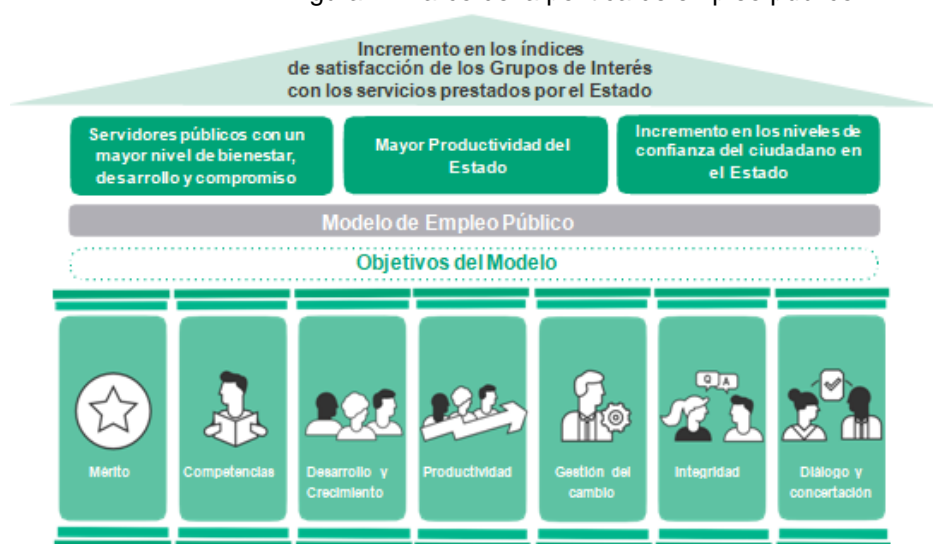 Incremento en los índices
de satisfacción de los Grupos de Interés
con los servicios prestados por el Estado
Servidores públicos con un
mayor nivel de bienestar,
desarrollo y compromiso
Mayor Productividad del
Estado
Incremento en los niveles de
confianza del ciudadano en
el Estado
Modelo de Empleo Público
Objetivos del Modelo
Q A
Mérito
Competencias
Desarrollo y
Crecimiento
Productividad
Gestión del
cambio
Integridad
Diálogo y
concertación